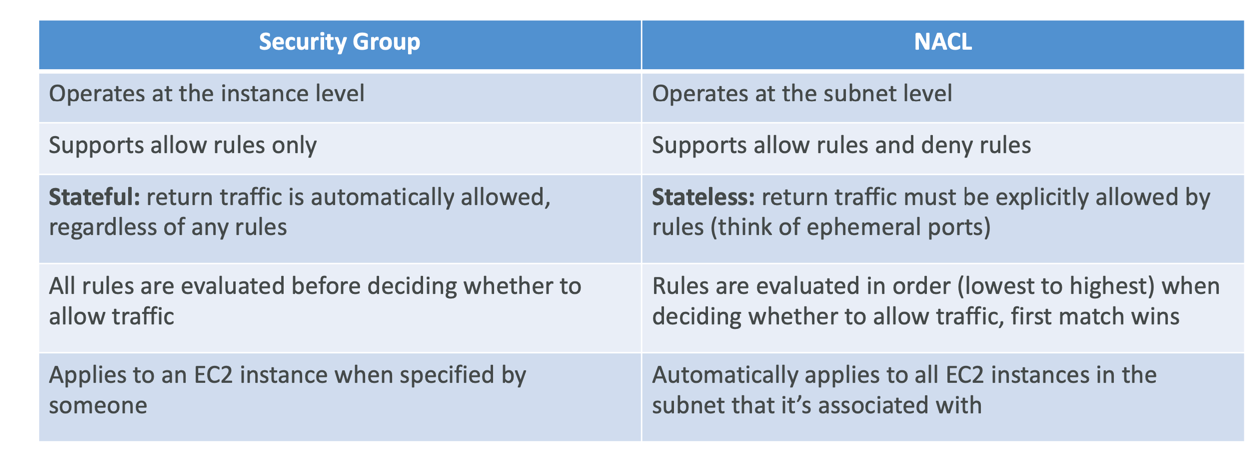 Security Group
NACL
Operates at the instance level
Operates at the subnet level
Supports allow rules only
Supports allow rules and deny rules
Stateful: return traffic is automatically allowed,
regardless of any rules
Stateless: return traffic must be explicitly allowed by
rules (think of ephemeral ports)
All rules are evaluated before deciding whether to
allow traffic
Rules are evaluated in order (lowest to highest) when
deciding whether to allow traffic, first match wins
Applies to an EC2 instance when specified by
someone
Automatically applies to all EC2 instances in the
subnet that it’s associated with